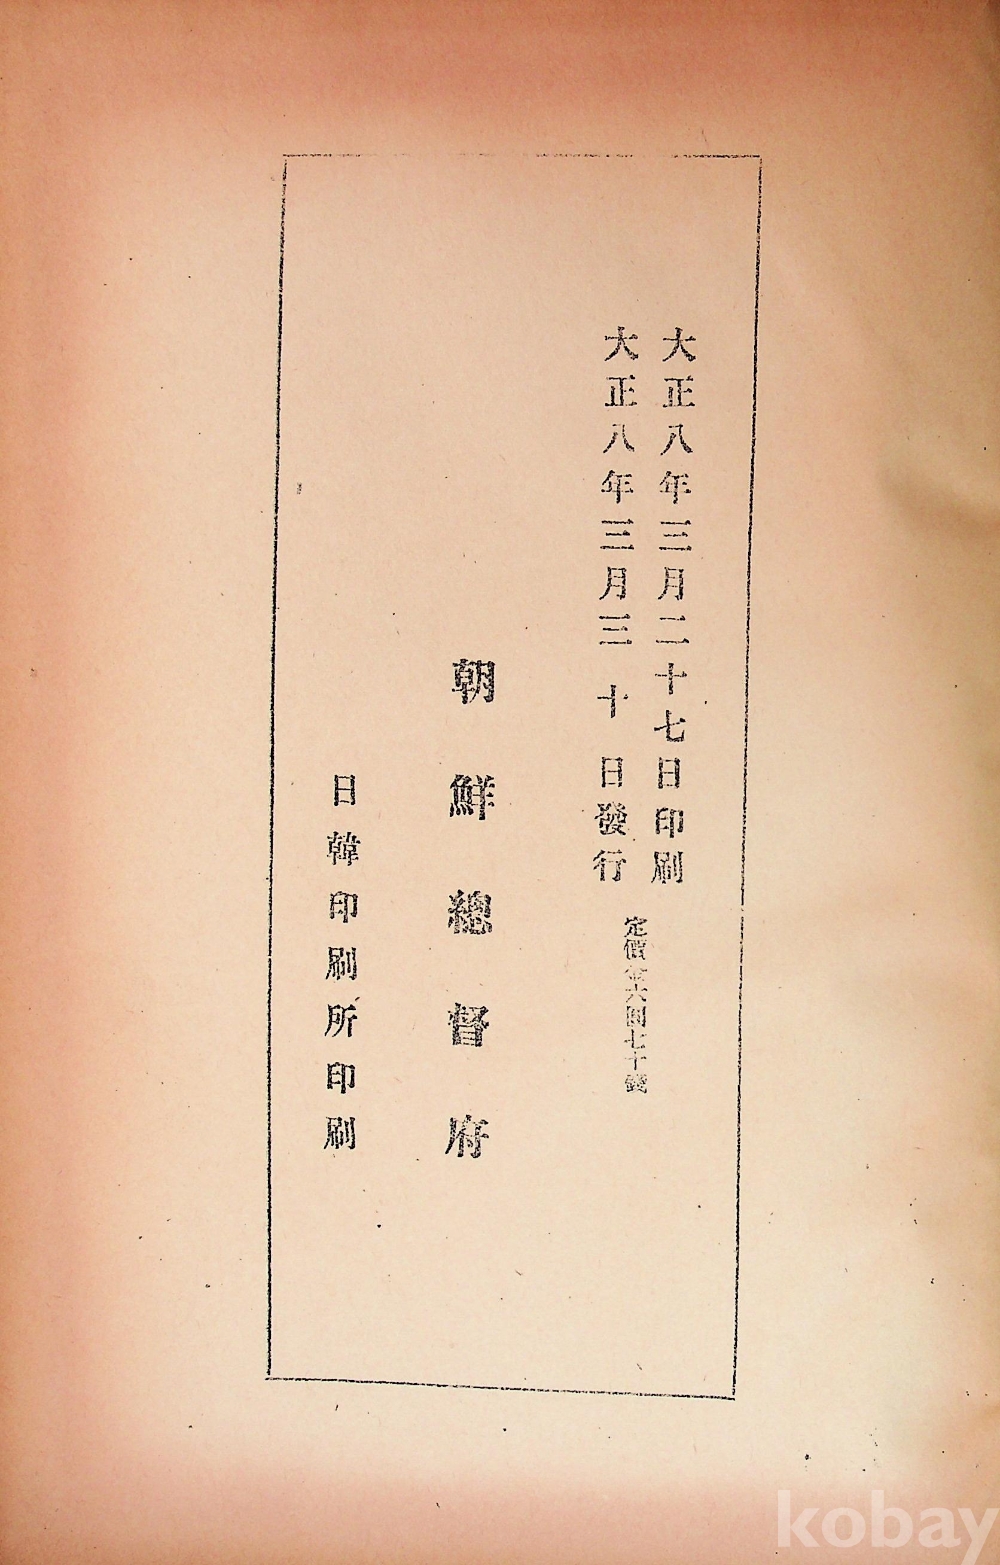 大正八年三月二十七日印刷
大正八年三月三十日發行
定價金六圓七十錢
朝鮮總督府
日韓印刷所印刷
kobay